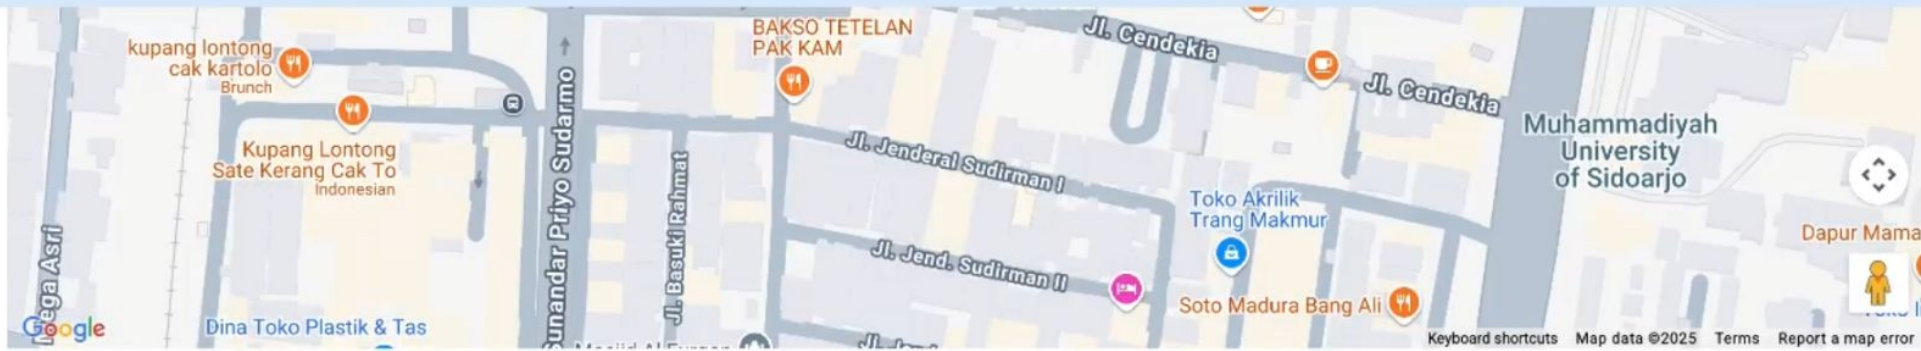 kupang lontong
cak kartolo
Brunch
Kupang Lontong
Sate Kerang Cak To
Indonesian
BAKSO TETELAN
PAK KAM
Jl. Cendekia
Jl. Cendekia
Muhammadiyah
University
of Sidoarjo
Jl. Jenderal Sudirman I
Jl. Basuki Rahmat
unandar Priyo Sudarmo
ega Asri
Toko Akrilik
Trang Makmur
Jl. Jend. Sudirman II
Soto Madura Bang Ali
Dapur Mama
Dina Toko Plastik & Tas
Google
Keyboard shortcuts Map data ©2025 Terms Report a map error